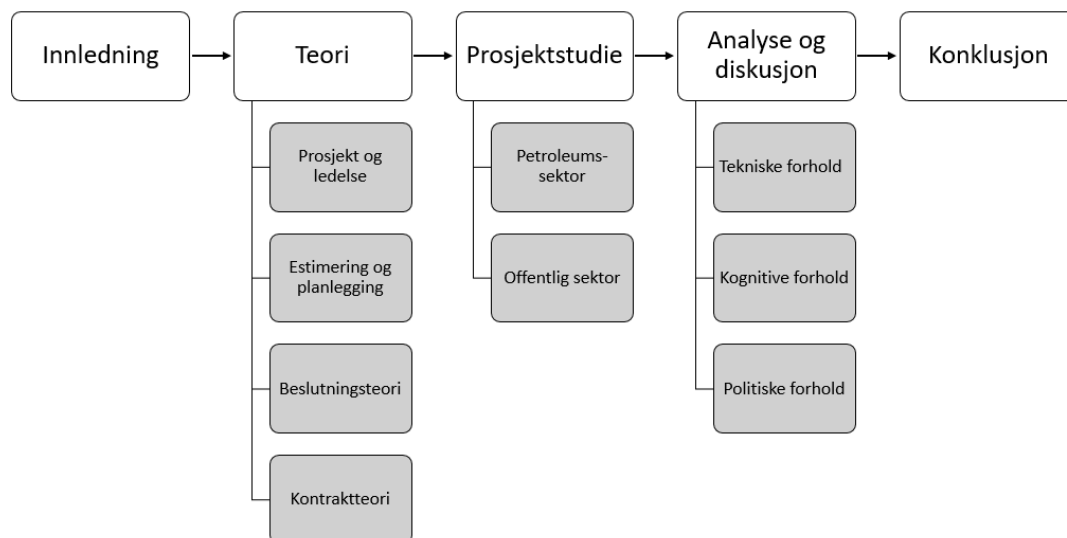 Innledning
Teori
Prosjektstudie
Analyse og
diskusjon
Konklusjon
Prosjekt og
ledelse
Estimering og
planlegging
Beslutningsteori
Kontraktteori
Petroleums-
sektor
Offentlig sektor
Tekniske forhold
Kognitive forhold
Politiske forhold